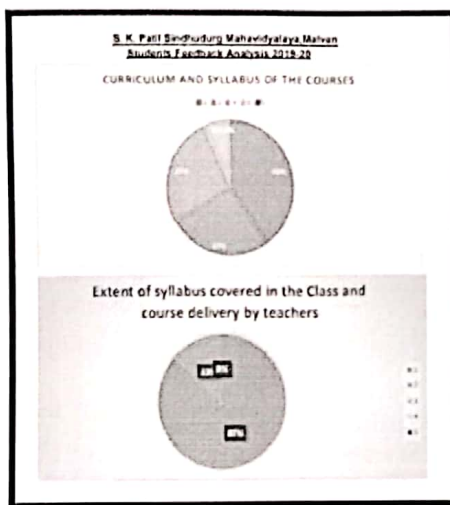 S. K. Patil Sindhudurg Mahavidyalaya, Malvan
Students Feedback Analysis 2019-20
CURRICULUM AND SYLLABUS OF THE COURSES
Extent of syllabus covered in the Class and
course delivery by teachers